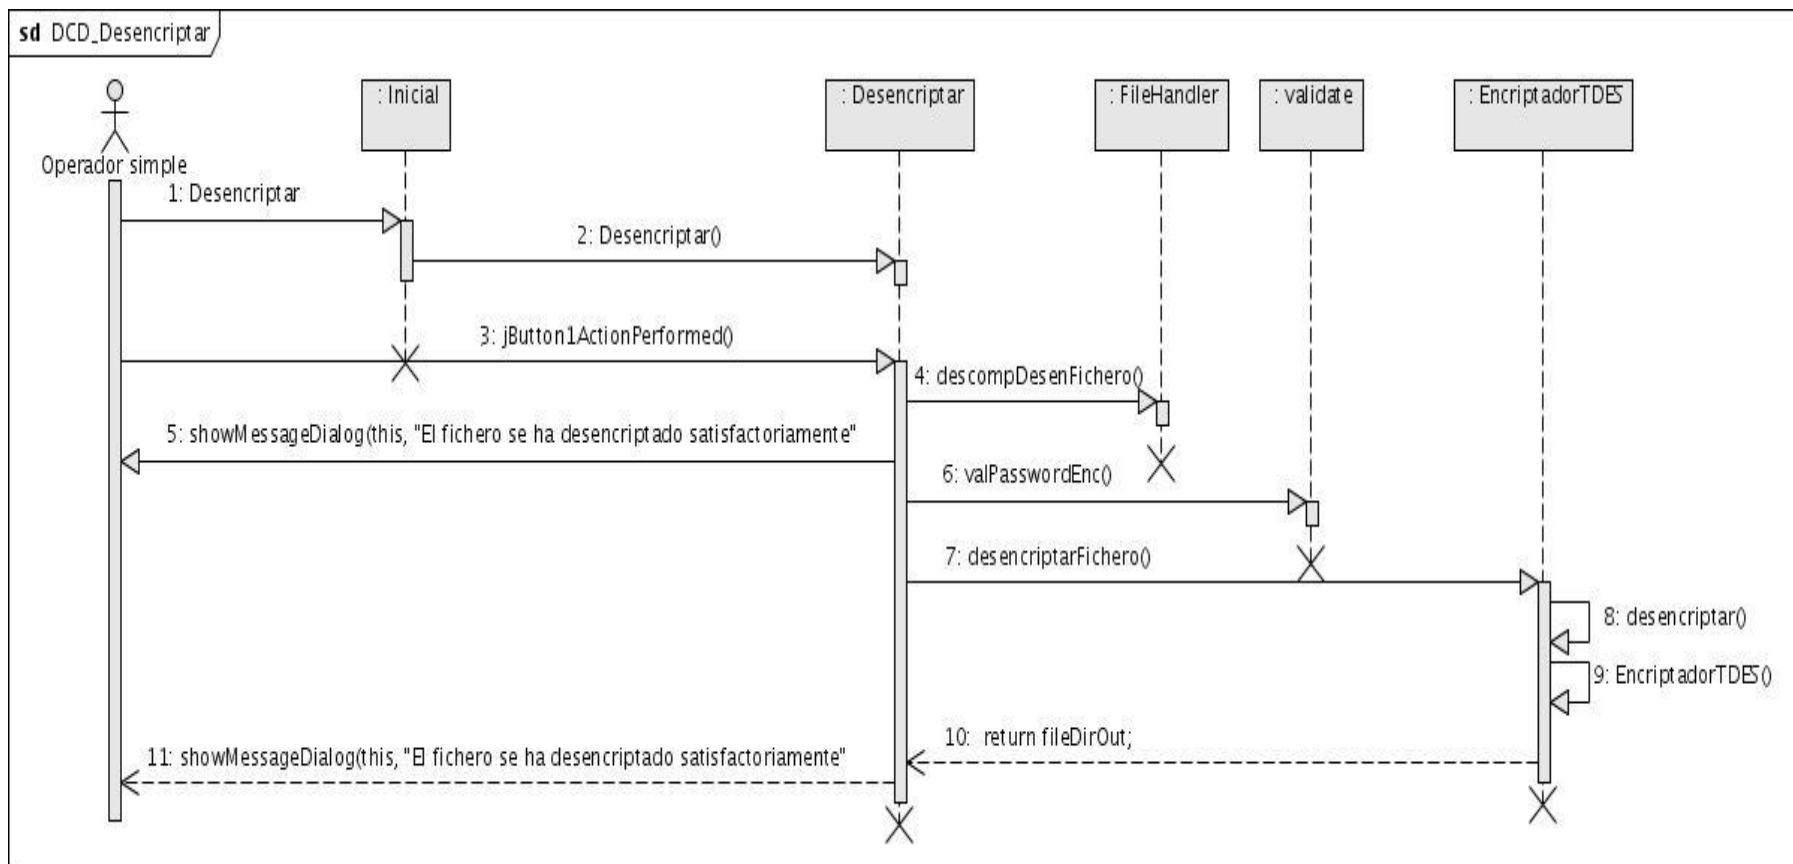 sd DCD_Desencriptar
: Inicial
: Desencriptar
: FileHandler
: validate
: EncriptadorTDES
Operador simple
1: Desencriptar
2: Desencriptar()
3: jButton1ActionPerformed()
4: descompDesenFichero()
5: showMessageDialog(this, "El fichero se ha desencriptado satisfactoriamente"
6: valPasswordEnc()
7: desencriptarFichero()
8: desencriptar()
9: EncriptadorTDES()
10: return fileDirOut;
11: showMessageDialog(this, "El fichero se ha desencriptado satisfactoriamente"